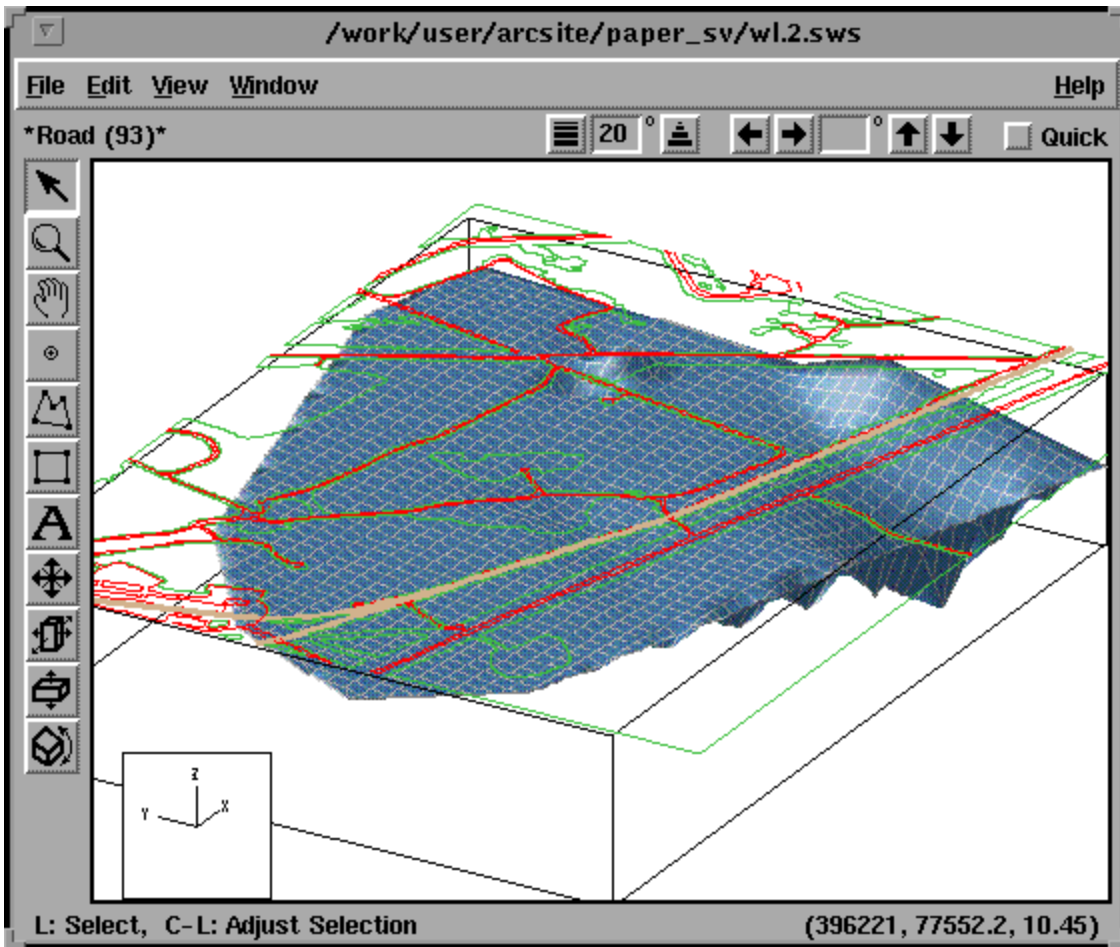 /work/user/arcsite/paper_sv/wl.2.sws
File Edit View Window Help
*Road (93)* 20 ° ° Quick
A
Z
Y X
L: Select, C-L: Adjust Selection (396221, 77552.2, 10.45)